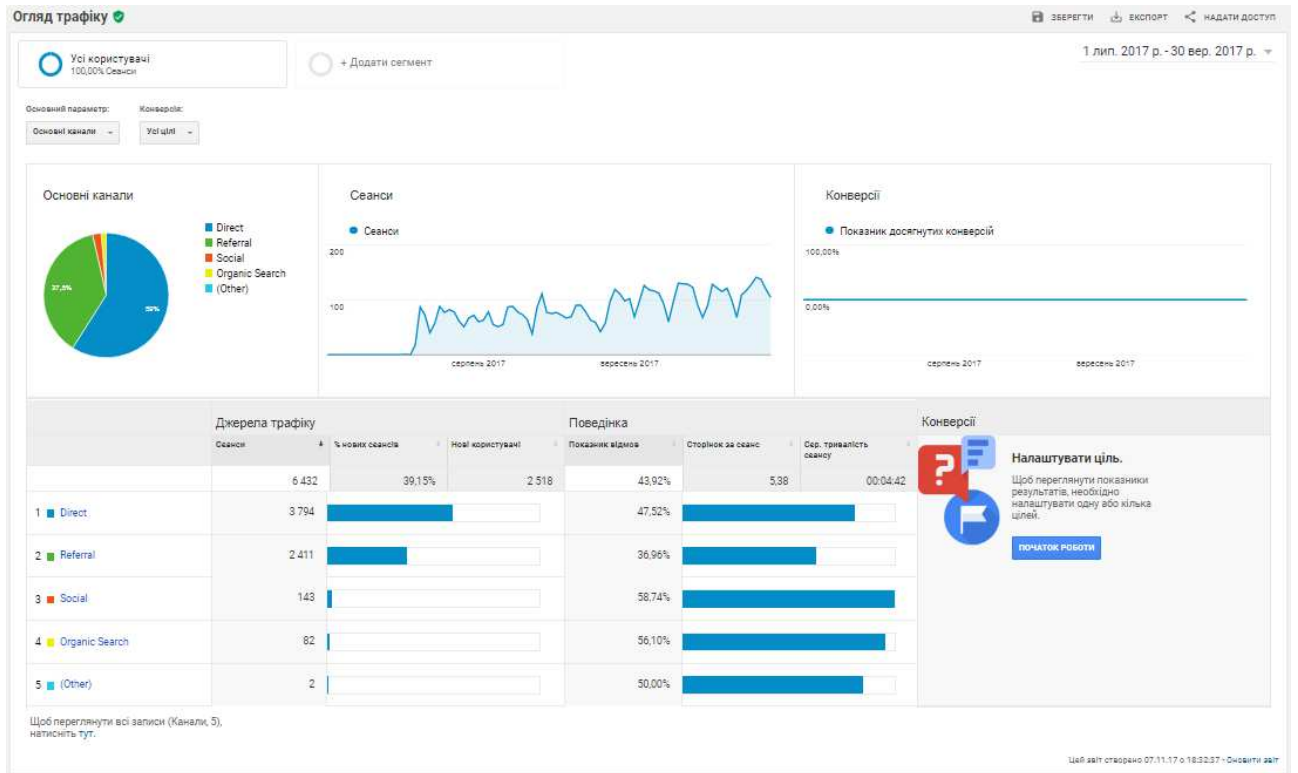 Огляд трафіку
ЗБЕРЕГТИ ЕКСПОРТ НАДАТИ ДОСТУП
Усі користувачі
100,00% Сеанси
+ Додати сегмент
1 лип. 2017 р. - 30 вер. 2017 р.
Основний параметр: Конверсія:
Основні канали Усі цілі
Основні канали
Direct
Referral
Social
Organic Search
(Other)
37,5%
59%
Сеанси
Сеанси
200
100
серпень 2017 вересень 2017
Конверсії
Показник досягнутих конверсій
100,00%
0,00%
серпень 2017 вересень 2017
Джерела трафіку Поведінка Конверсії
Сеанси % нових сеансів Нові користувачі Показник відмов Сторінок за сеанс Сер. тривалість
сеансу
6 432 39,15% 2 518 43,92% 5,38 00:04:42
1 Direct 3 794 47,52%
2 Referral 2 411 36,96%
3 Social 143 58,74%
4 Organic Search 82 56,10%
5 (Other) 2 50,00%
Налаштувати ціль.
Щоб переглянути показники
результатів, необхідно
налаштувати одну або кілька
цілей.
ПОЧАТОК РОБОТИ
Щоб переглянути всі записи (Канали, 5),
натисніть тут.
Цей звіт створено 07.11.17 о 18:32:37 - Оновити звіт